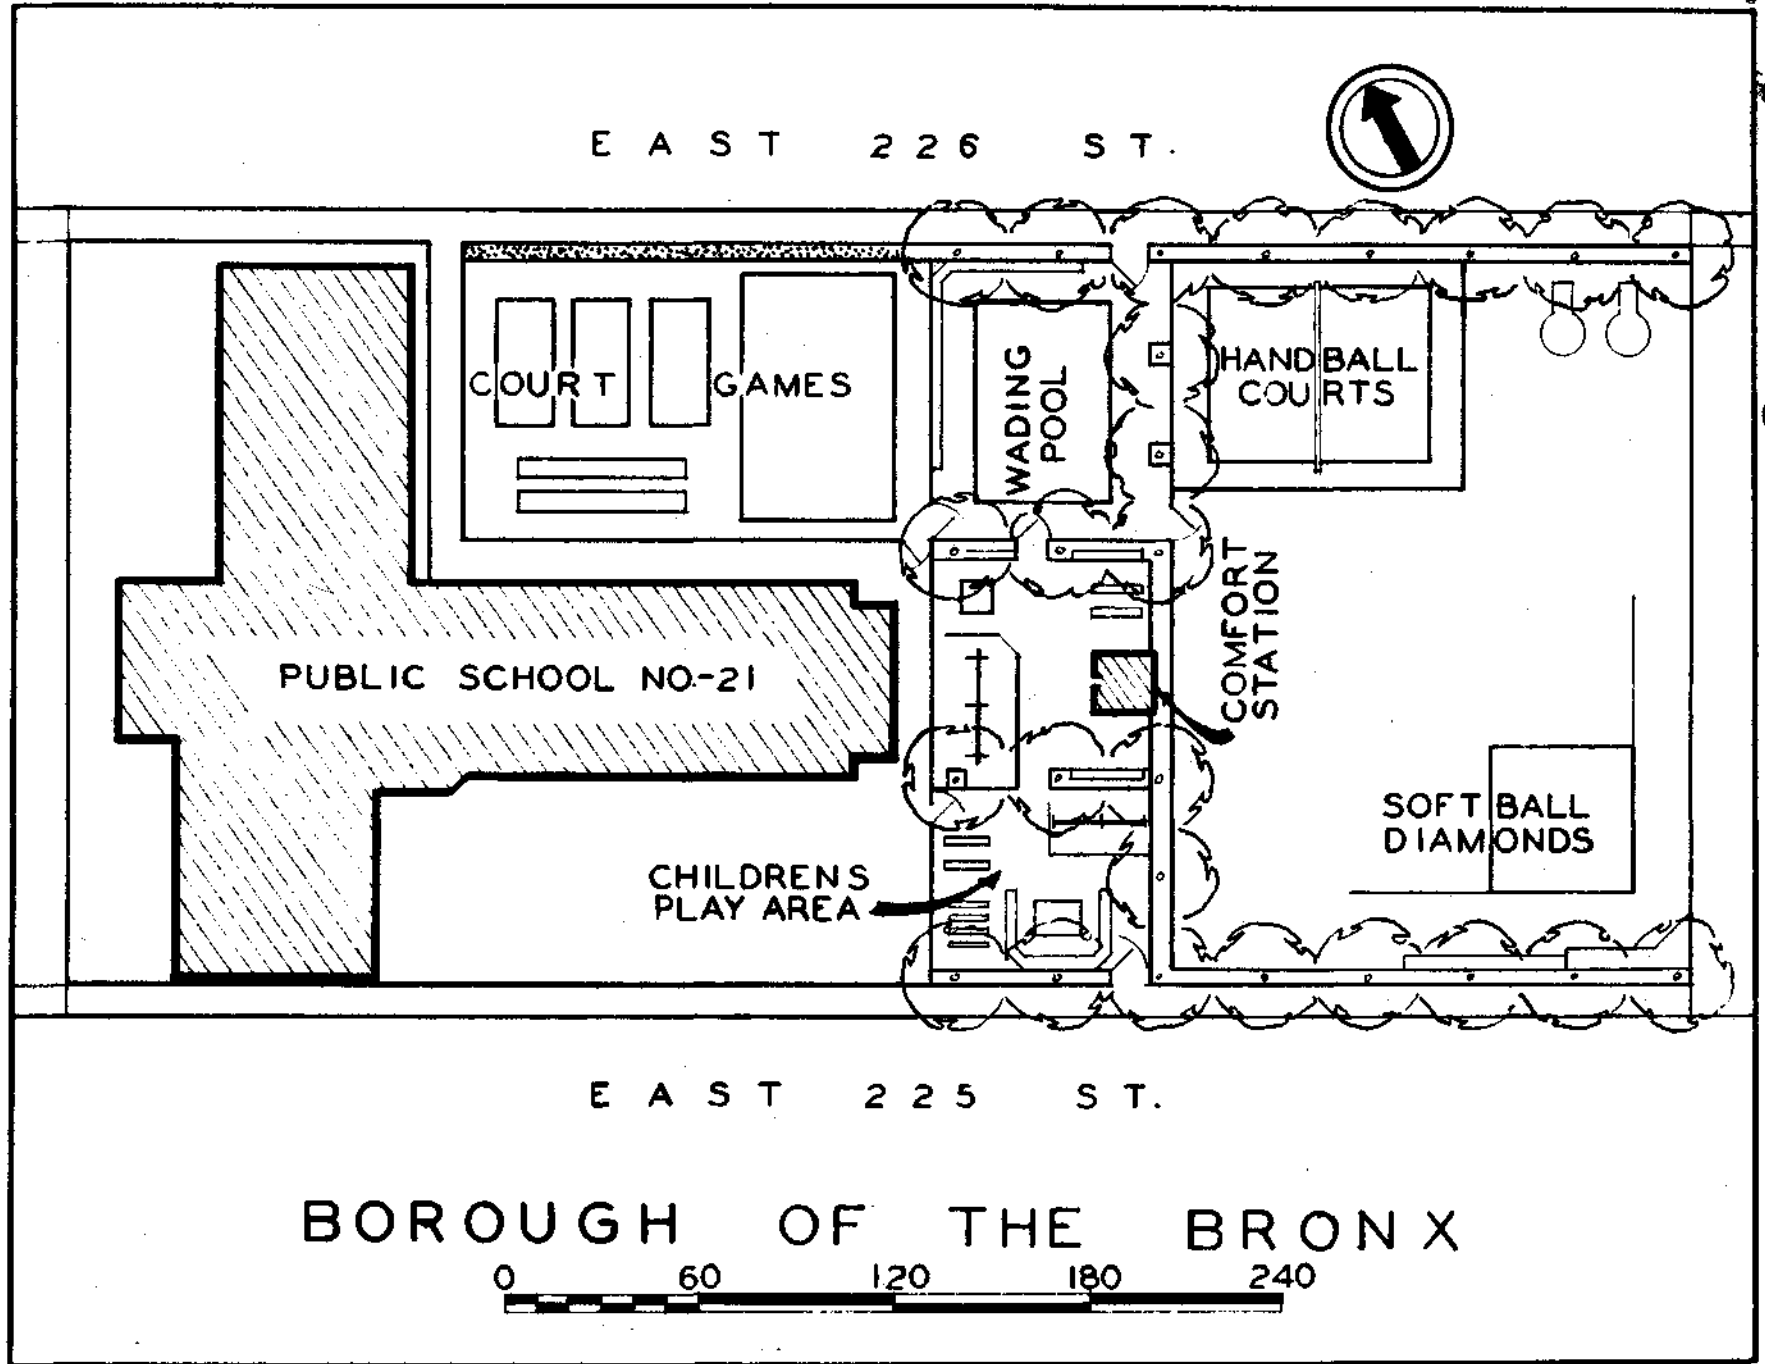 EAST 226 ST.
COURT GAMES
WADING
POOL
HANDBALL
COURTS
COMFORT
STATION
PUBLIC SCHOOL NO.-21
SOFTBALL
DIAMONDS
CHILDRENS
PLAY AREA
EAST 225 ST.
BOROUGH OF THE BRONX
0 60 120 180 240